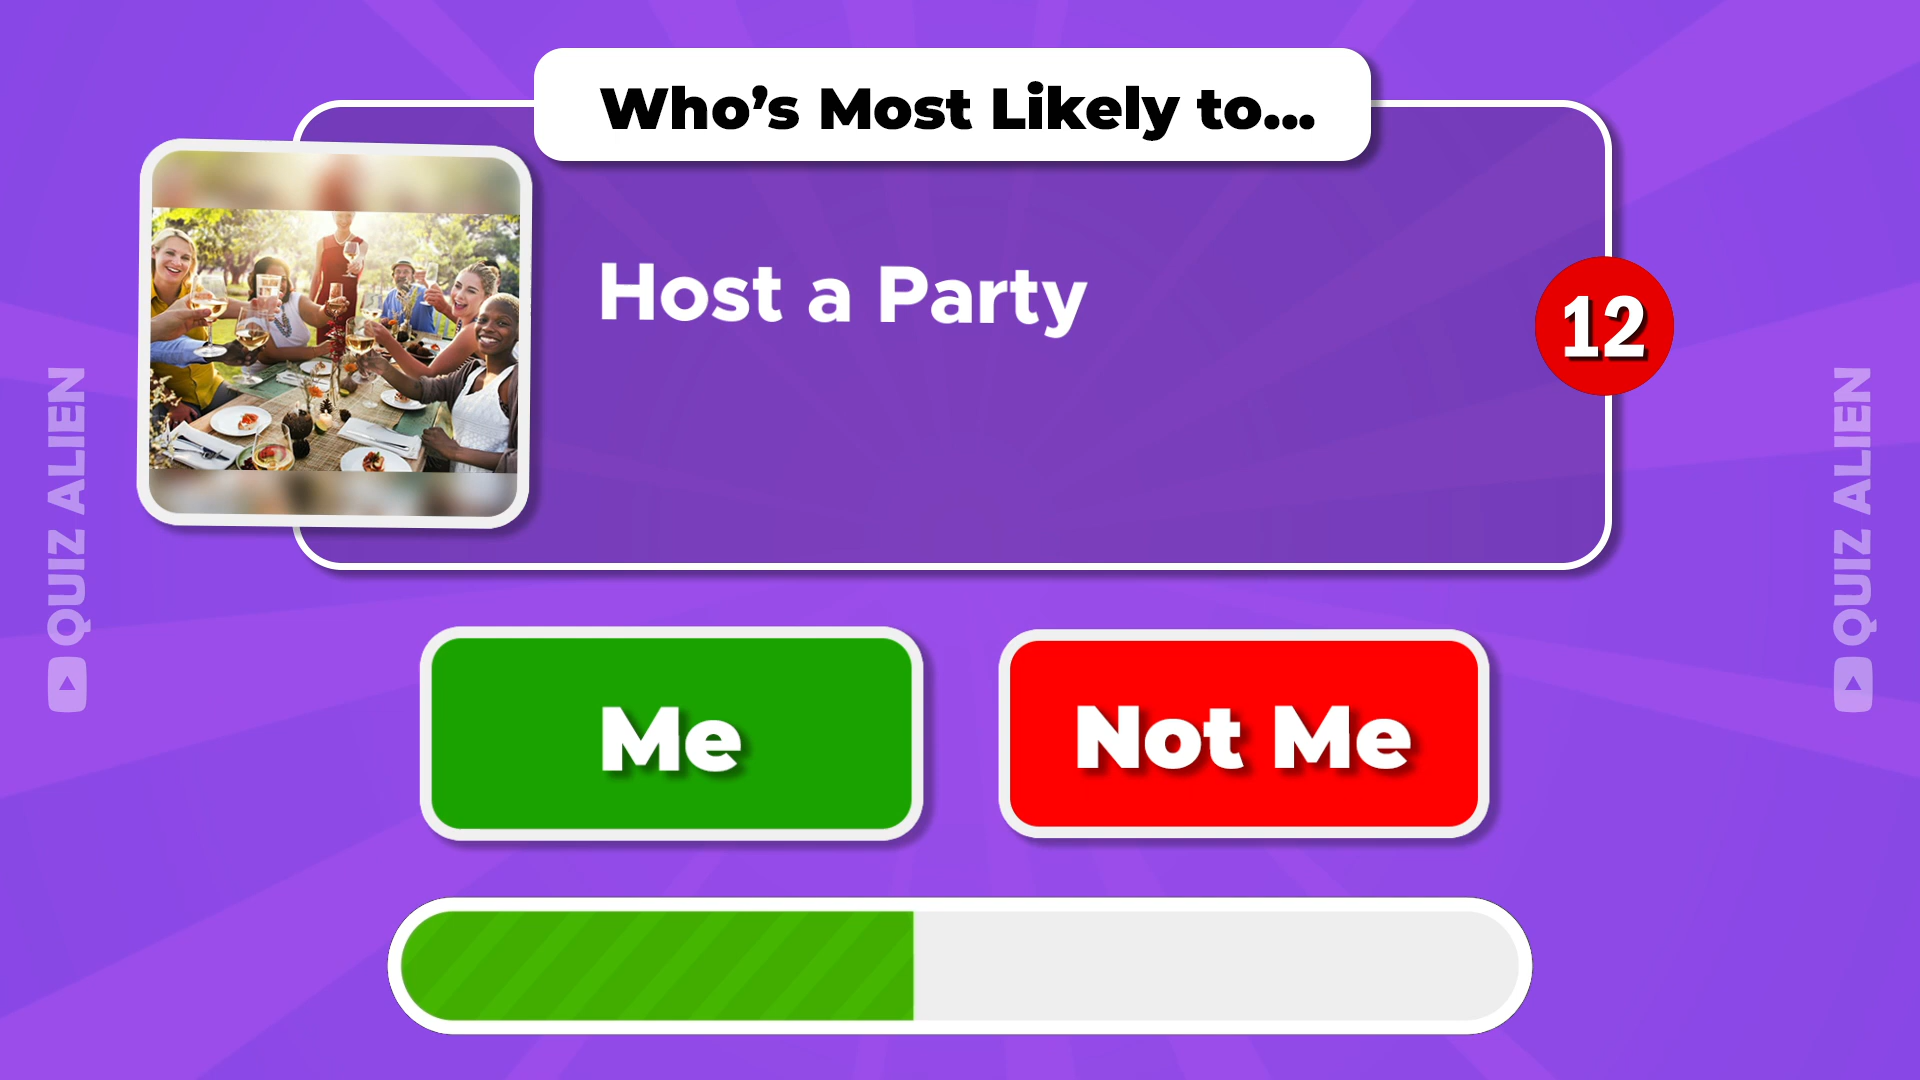 Who's Most Likely to...
Host a Party
12
Me
Not Me
QUIZ ALIEN
QUIZ ALIEN